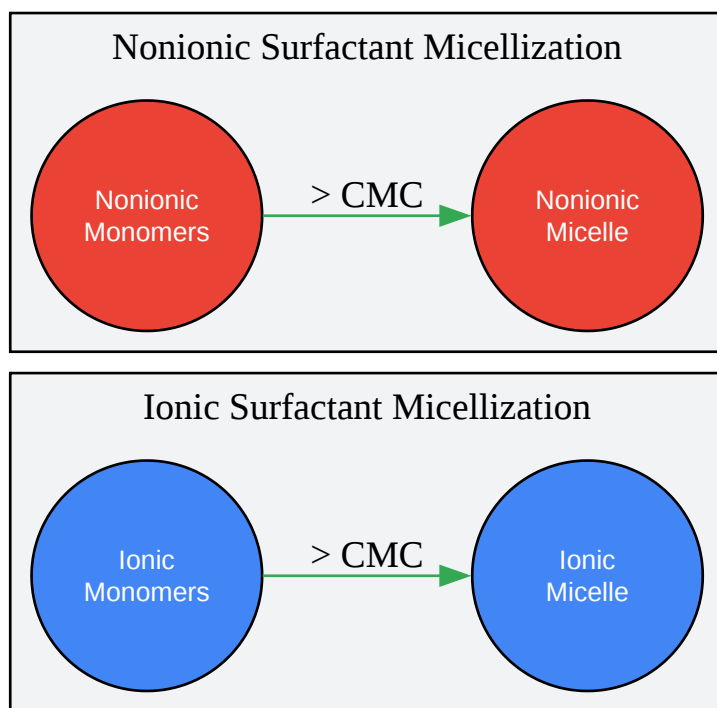 Nonionic Surfactant Micellization
Nonionic
Monomers
> CMC
Nonionic
Micelle
Ionic Surfactant Micellization
Ionic
Monomers
> CMC
Ionic
Micelle